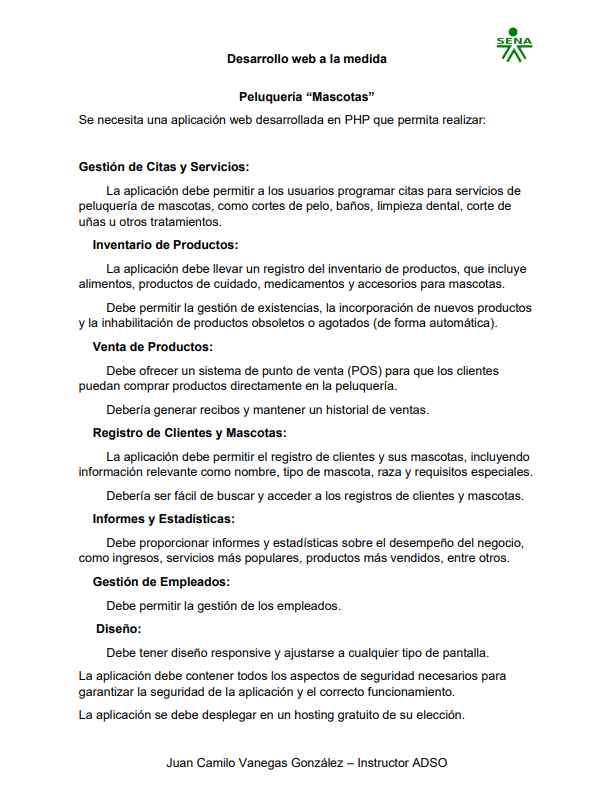 SENA
Desarrollo web a la medida
Peluquería “Mascotas”
Se necesita una aplicación web desarrollada en PHP que permita realizar:
Gestión de Citas y Servicios:
La aplicación debe permitir a los usuarios programar citas para servicios de
peluquería de mascotas, como cortes de pelo, baños, limpieza dental, corte de
uñas u otros tratamientos.
Inventario de Productos:
La aplicación debe llevar un registro del inventario de productos, que incluye
alimentos, productos de cuidado, medicamentos y accesorios para mascotas.
Debe permitir la gestión de existencias, la incorporación de nuevos productos
y la inhabilitación de productos obsoletos o agotados (de forma automática).
Venta de Productos:
Debe ofrecer un sistema de punto de venta (POS) para que los clientes
puedan comprar productos directamente en la peluquería.
Debería generar recibos y mantener un historial de ventas.
Registro de Clientes y Mascotas:
La aplicación debe permitir el registro de clientes y sus mascotas, incluyendo
información relevante como nombre, tipo de mascota, raza y requisitos especiales.
Debería ser fácil de buscar y acceder a los registros de clientes y mascotas.
Informes y Estadísticas:
Debe proporcionar informes y estadísticas sobre el desempeño del negocio,
como ingresos, servicios más populares, productos más vendidos, entre otros.
Gestión de Empleados:
Debe permitir la gestión de los empleados.
Diseño:
Debe tener diseño responsive y ajustarse a cualquier tipo de pantalla.
La aplicación debe contener todos los aspectos de seguridad necesarios para
garantizar la seguridad de la aplicación y el correcto funcionamiento.
La aplicación se debe desplegar en un hosting gratuito de su elección.
Juan Camilo Vanegas González – Instructor ADSO